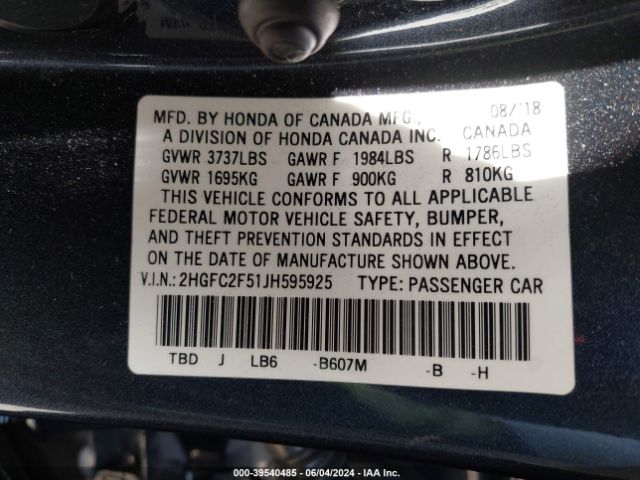 MFD. BY HONDA OF CANADA MFG., 08/'18
A DIVISION OF HONDA CANADA INC. CANADA
GVWR 3737LBS GAWR F 1984LBS R 1786LBS
GVWR 1695KG GAWR F 900KG R 810KG
THIS VEHICLE CONFORMS TO ALL APPLICABLE
FEDERAL MOTOR VEHICLE SAFETY, BUMPER,
AND THEFT PREVENTION STANDARDS IN EFFECT
ON THE DATE OF MANUFACTURE SHOWN ABOVE.
V.I.N.: 2HGFC2F51JH595925 TYPE: PASSENGER CAR
TBD J LB6 -B607M -B -H
000-39540485 - 06/04/2024 - IAA Inc.